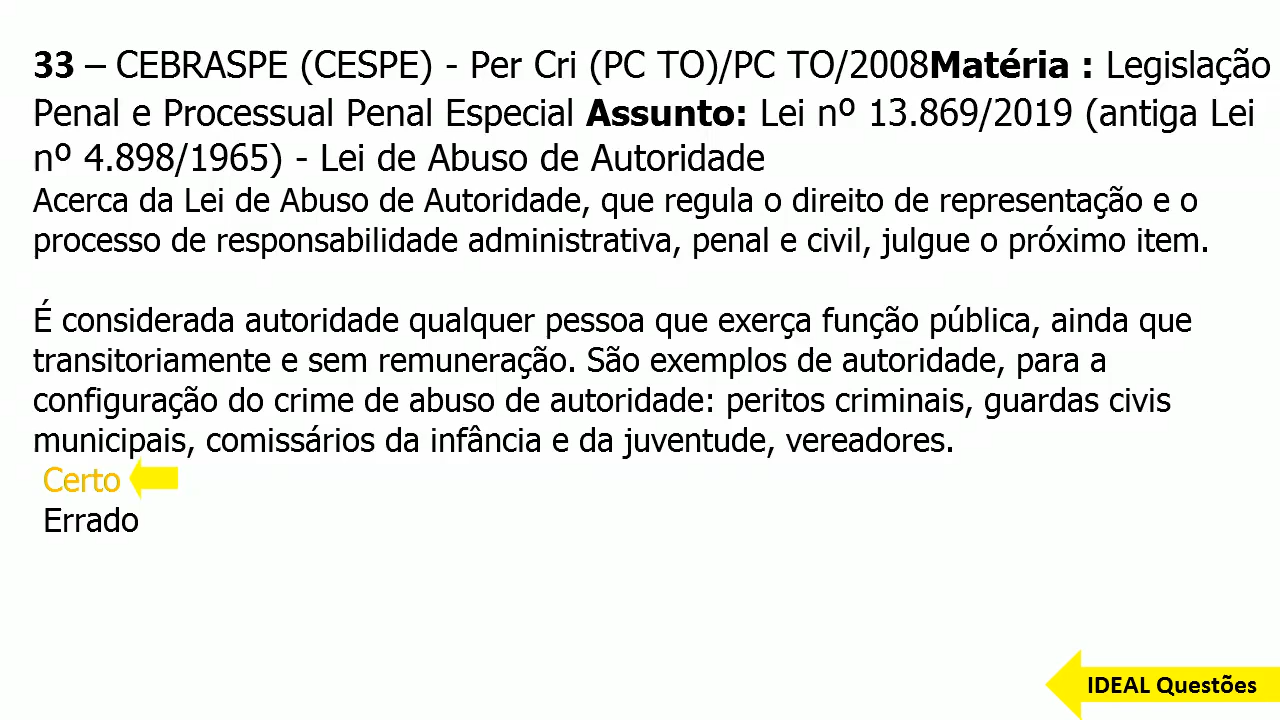 33 – CEBRASPE (CESPE) - Per Cri (PC TO)/PC TO/2008Matéria : Legislação
Penal e Processual Penal Especial Assunto: Lei nº 13.869/2019 (antiga Lei
nº 4.898/1965) - Lei de Abuso de Autoridade
Acerca da Lei de Abuso de Autoridade, que regula o direito de representação e o
processo de responsabilidade administrativa, penal e civil, julgue o próximo item.
É considerada autoridade qualquer pessoa que exerça função pública, ainda que
transitoriamente e sem remuneração. São exemplos de autoridade, para a
configuração do crime de abuso de autoridade: peritos criminais, guardas civis
municipais, comissários da infância e da juventude, vereadores.
Certo
Errado
IDEAL Questões